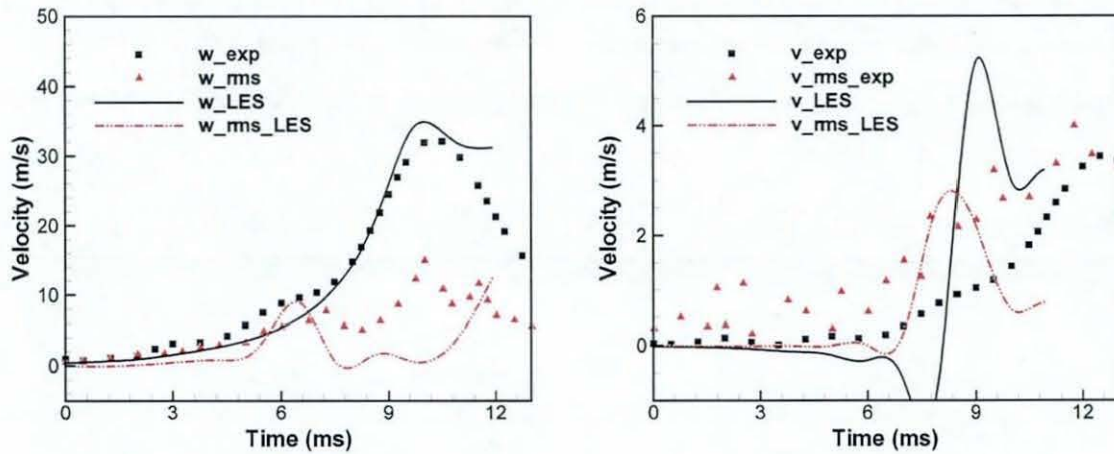 50
40
30
20
10
0
Velocity (m/s)
w_exp
w_rms
w_LES
w_rms_LES
0 3 6 9 12
Time (ms)
6
4
2
0
Velocity (m/s)
v_exp
v_rms_exp
v_LES
v_rms_LES
0 3 6 9 12
Time (ms)